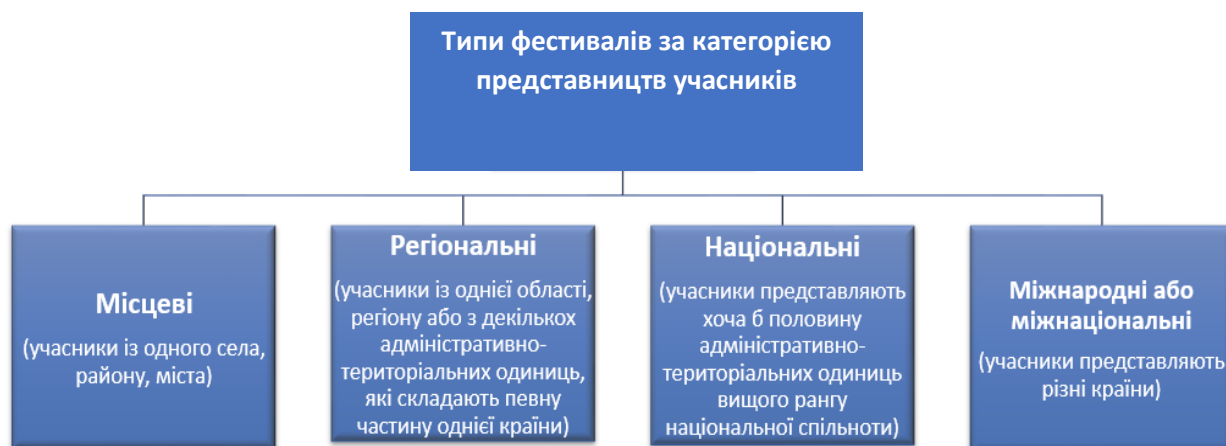 Типи фестивалів за категорією
представництв учасників
Місцеві
(учасники із одного села,
району, міста)
Регіональні
(учасники із однієї області,
регіону або з декількох
адміністративно-
територіальних одиниць,
які складають певну
частину однієї країни)
Національні
(учасники представляють
хоча б половину
адміністративно-
територіальних одиниць
вищого рангу
національної спільноти)
Міжнародні або
міжнаціональні
(учасники представляють
різні країни)